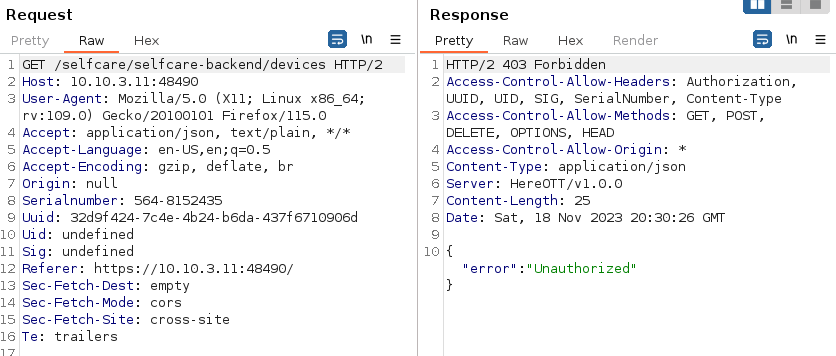 Request
Pretty Raw Hex \n
1 GET /selfcare/selfcare-backend/devices HTTP/2
2 Host: 10.10.3.11:48490
3 User-Agent: Mozilla/5.0 (X11; Linux x86_64;
rv:109.0) Gecko/20100101 Firefox/115.0
4 Accept: application/json, text/plain, */*
5 Accept-Language: en-US,en;q=0.5
6 Accept-Encoding: gzip, deflate, br
7 Origin: null
8 Serialnumber: 564-8152435
9 Uuid: 32d9f424-7c4e-4b24-b6da-437f6710906d
10 Uid: undefined
11 Sig: undefined
12 Referer: https://10.10.3.11:48490/
13 Sec-Fetch-Dest: empty
14 Sec-Fetch-Mode: cors
15 Sec-Fetch-Site: cross-site
16 Te: trailers
17
Response
Pretty Raw Hex Render \n
1 HTTP/2 403 Forbidden
2 Access-Control-Allow-Headers: Authorization,
UUID, UID, SIG, SerialNumber, Content-Type
3 Access-Control-Allow-Methods: GET, POST,
DELETE, OPTIONS, HEAD
4 Access-Control-Allow-Origin: *
5 Content-Type: application/json
6 Server: HereOTT/v1.0.0
7 Content-Length: 25
8 Date: Sat, 18 Nov 2023 20:30:26 GMT
9
10 {
"error":"Unauthorized"
}